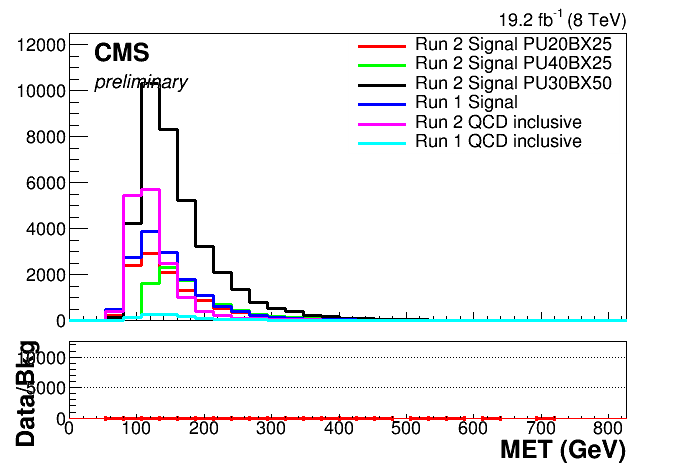 19.2 fb-1 (8 TeV)
CMS
preliminary
Run 2 Signal PU20BX25
Run 2 Signal PU40BX25
Run 2 Signal PU30BX50
Run 1 Signal
Run 2 QCD inclusive
Run 1 QCD inclusive
12000
10000
8000
6000
4000
2000
0
Data/Bkg
10000
5000
0
0 100 200 300 400 500 600 700 800
MET (GeV)